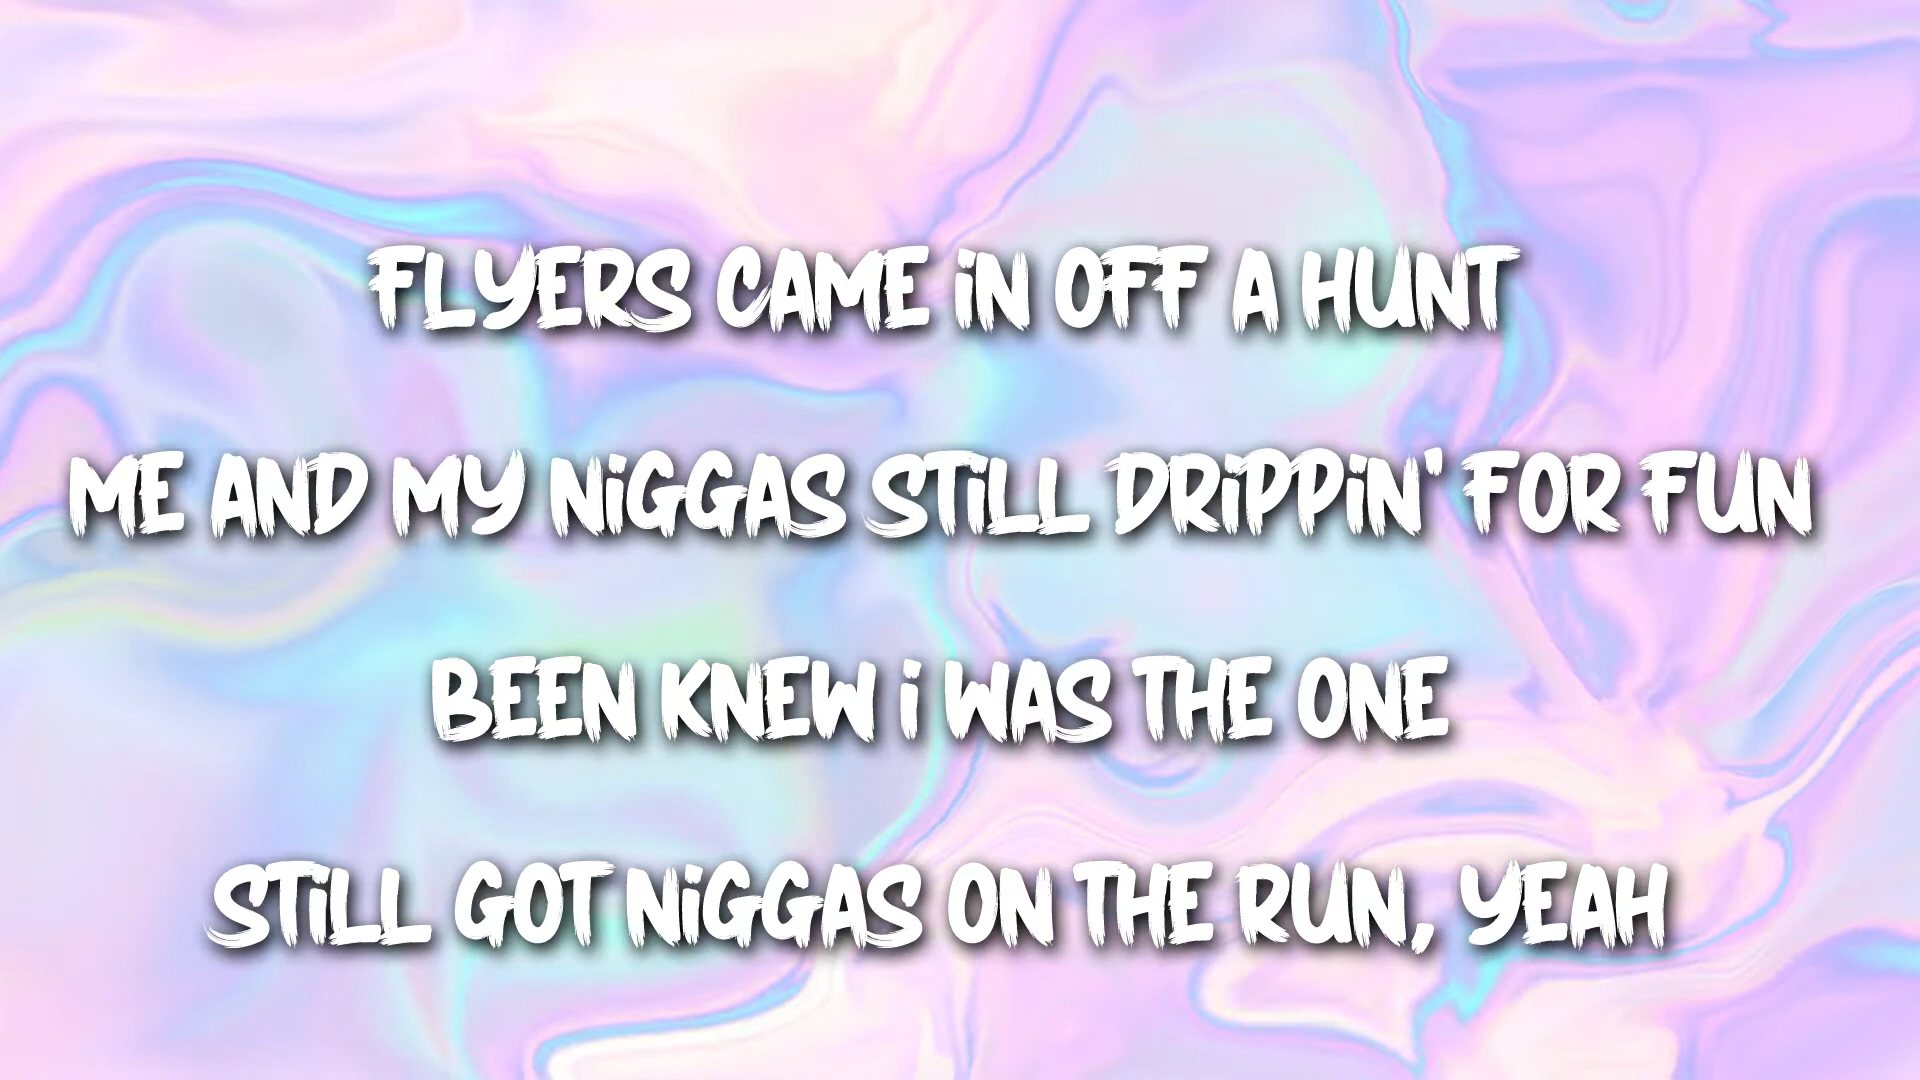 FLYERS CAME iN OFF A HUNT
ME AND MY NiGGAS STiLL DRiPPiN' FOR FUN
BEEN KNEW i WAS THE ONE
STiLL GOT NiGGAS ON THE RUN, YEAH